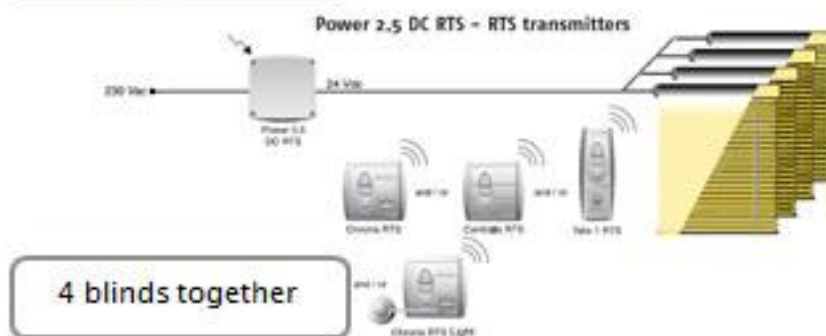 Power 2.5 DC RTS – RTS transmitters
230 Vac
24 Vac
Power 2.5
DC RTS
and / or
and / or
Chronis RTS
Centralis RTS
Telis 1 RTS
4 blinds together
and / or
Chronis RTS Light